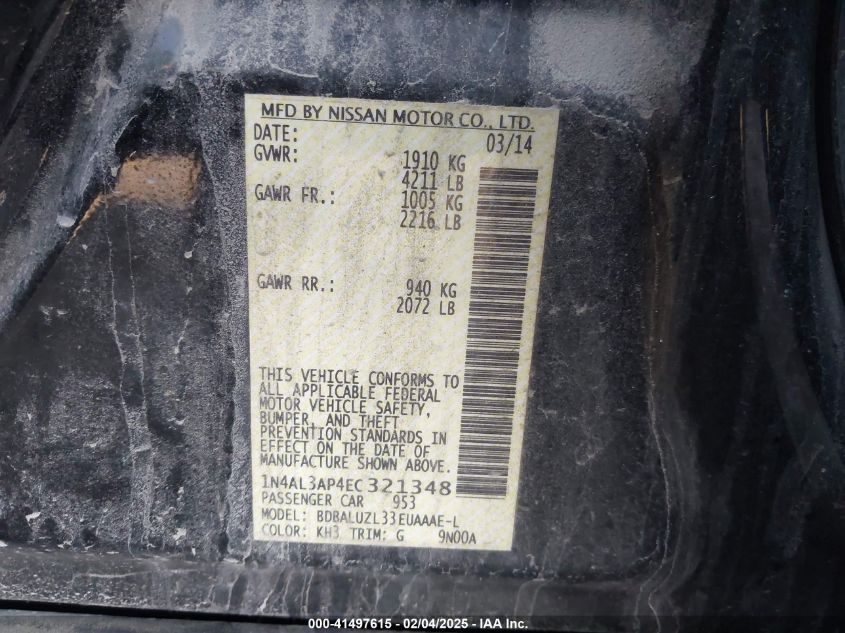 MFD BY NISSAN MOTOR CO., LTD.
DATE: 03/14
GVWR: 1910 KG
4211 LB
GAWR FR.: 1005 KG
2216 LB
GAWR RR.: 940 KG
2072 LB
THIS VEHICLE CONFORMS TO
ALL APPLICABLE FEDERAL
MOTOR VEHICLE SAFETY,
BUMPER, AND THEFT
PREVENTION STANDARDS IN
EFFECT ON THE DATE OF
MANUFACTURE SHOWN ABOVE.
1N4AL3AP4EC321348
PASSENGER CAR 953
MODEL: BDBALUZL33EUAAAE-L
COLOR: KH3 TRIM: G 9N00A
000-41497615 - 02/04/2025 - IAA Inc.